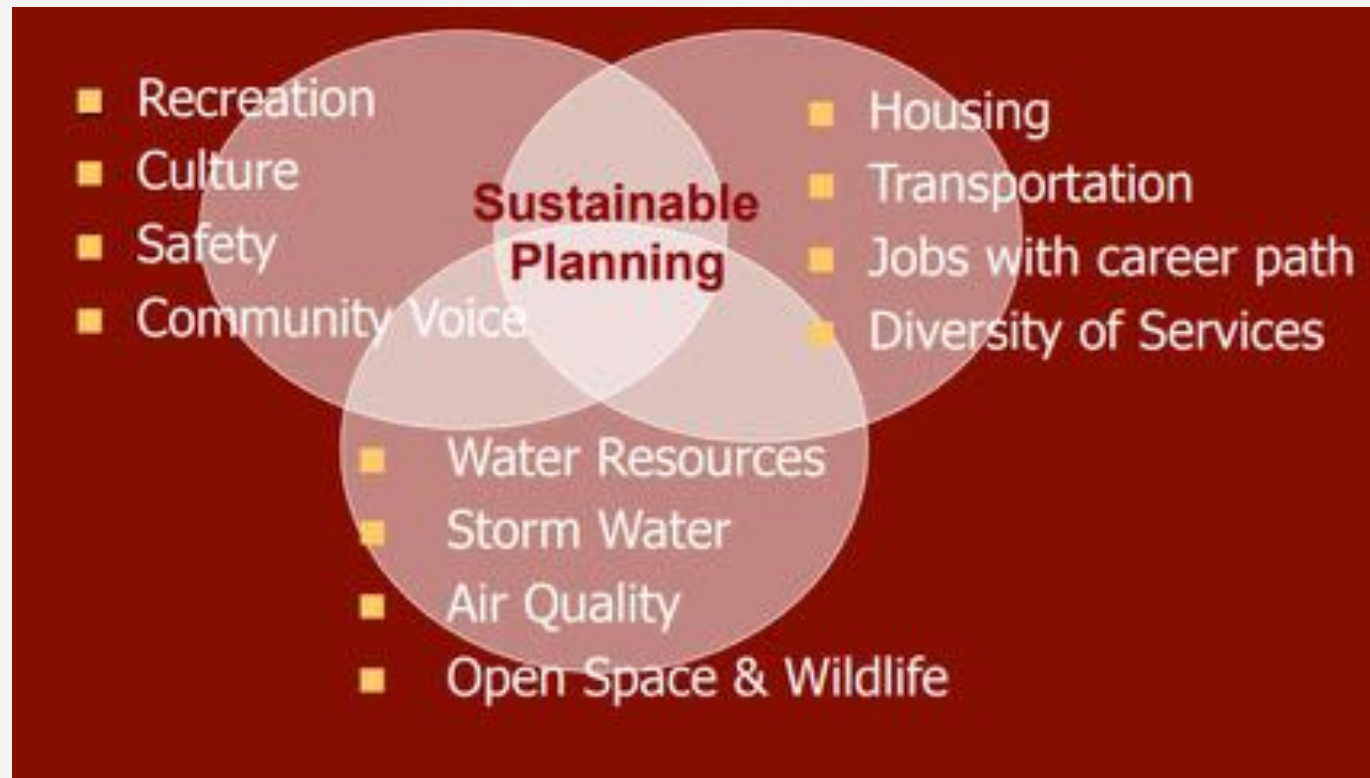 Recreation
Culture
Safety
Community Voice
Sustainable
Planning
Housing
Transportation
Jobs with career path
Diversity of Services
Water Resources
Storm Water
Air Quality
Open Space & Wildlife